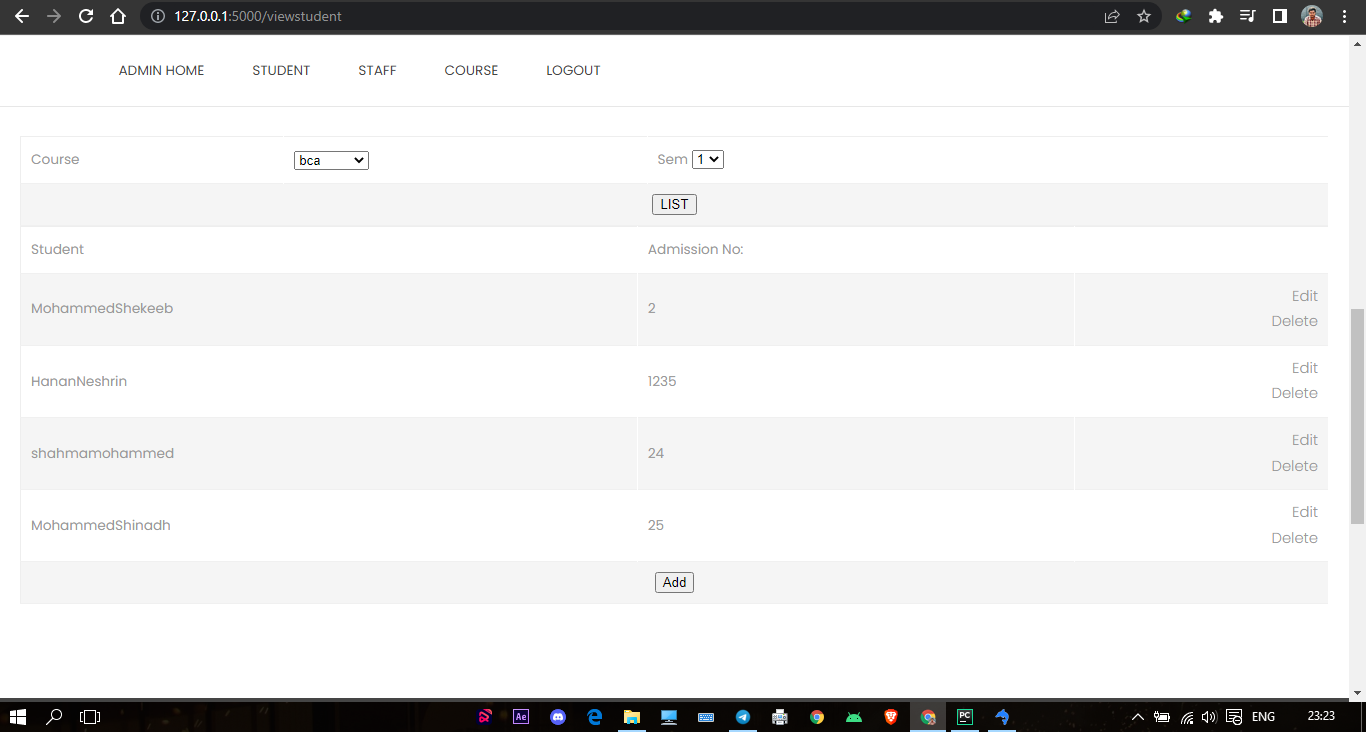 127.0.0.1:5000/viewstudent
ADMIN HOME STUDENT STAFF COURSE LOGOUT
Course bca Sem 1
LIST
Student Admission No:
MohammedShekeeb 2 Edit
Delete
HananNeshrin 1235 Edit
Delete
shahmamohammed 24 Edit
Delete
MohammedShinadh 25 Edit
Delete
Add
Ae PC ENG 23:23